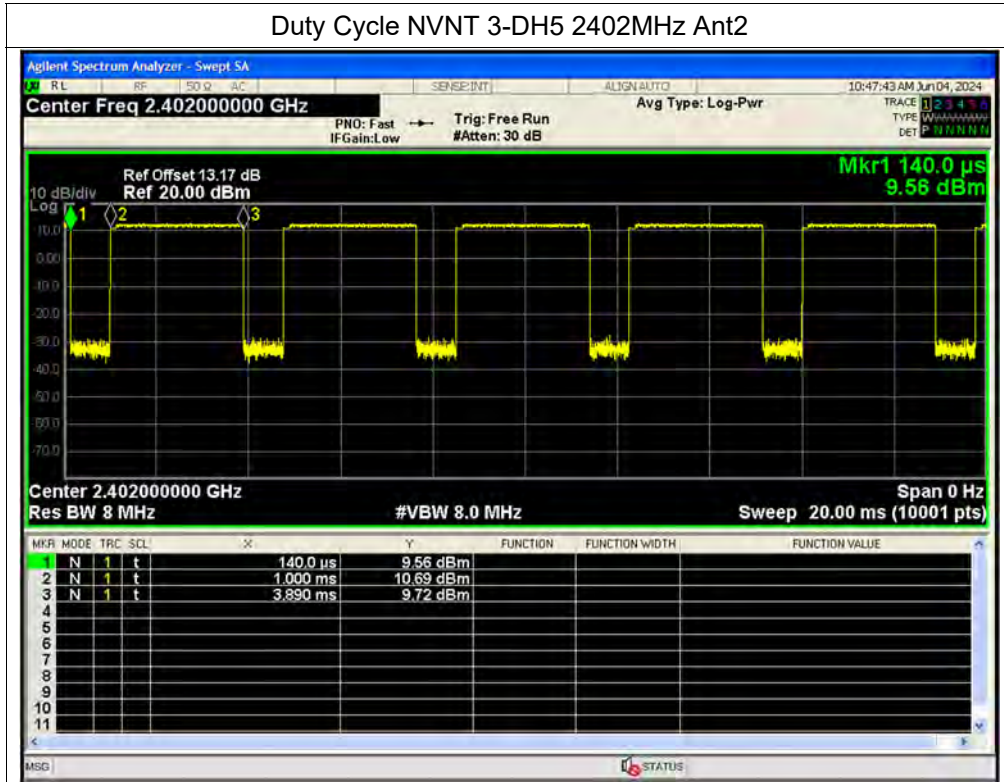 Duty Cycle NVNT 3-DH5 2402MHz Ant2
Agilent Spectrum Analyzer - Swept SA
RL RF 50 Ω AC SENSE:INT ALIGN AUTO 10:47:43 AM Jun 04, 2024
Center Freq 2.402000000 GHz Avg Type: Log-Pwr TRACE 1 2 3 4 5 6
PNO: Fast Trig: Free Run TYPE W
IFGain:Low #Atten: 30 dB DET P N N N N N
Mkr1 140.0 µs
Ref Offset 13.17 dB
10 dB/div Ref 20.00 dBm 9.56 dBm
Log
1 2 3
10.0
0.00
-10.0
-20.0
-30.0
-40.0
-50.0
-60.0
-70.0
Center 2.402000000 GHz Span 0 Hz
Res BW 8 MHz #VBW 8.0 MHz Sweep 20.00 ms (10001 pts)
MKR MODE TRC SCL X Y FUNCTION FUNCTION WIDTH FUNCTION VALUE
1 N 1 t 140.0 µs 9.56 dBm
2 N 1 t 1.000 ms 10.69 dBm
3 N 1 t 3.890 ms 9.72 dBm
4
5
6
7
8
9
10
11
MSG STATUS